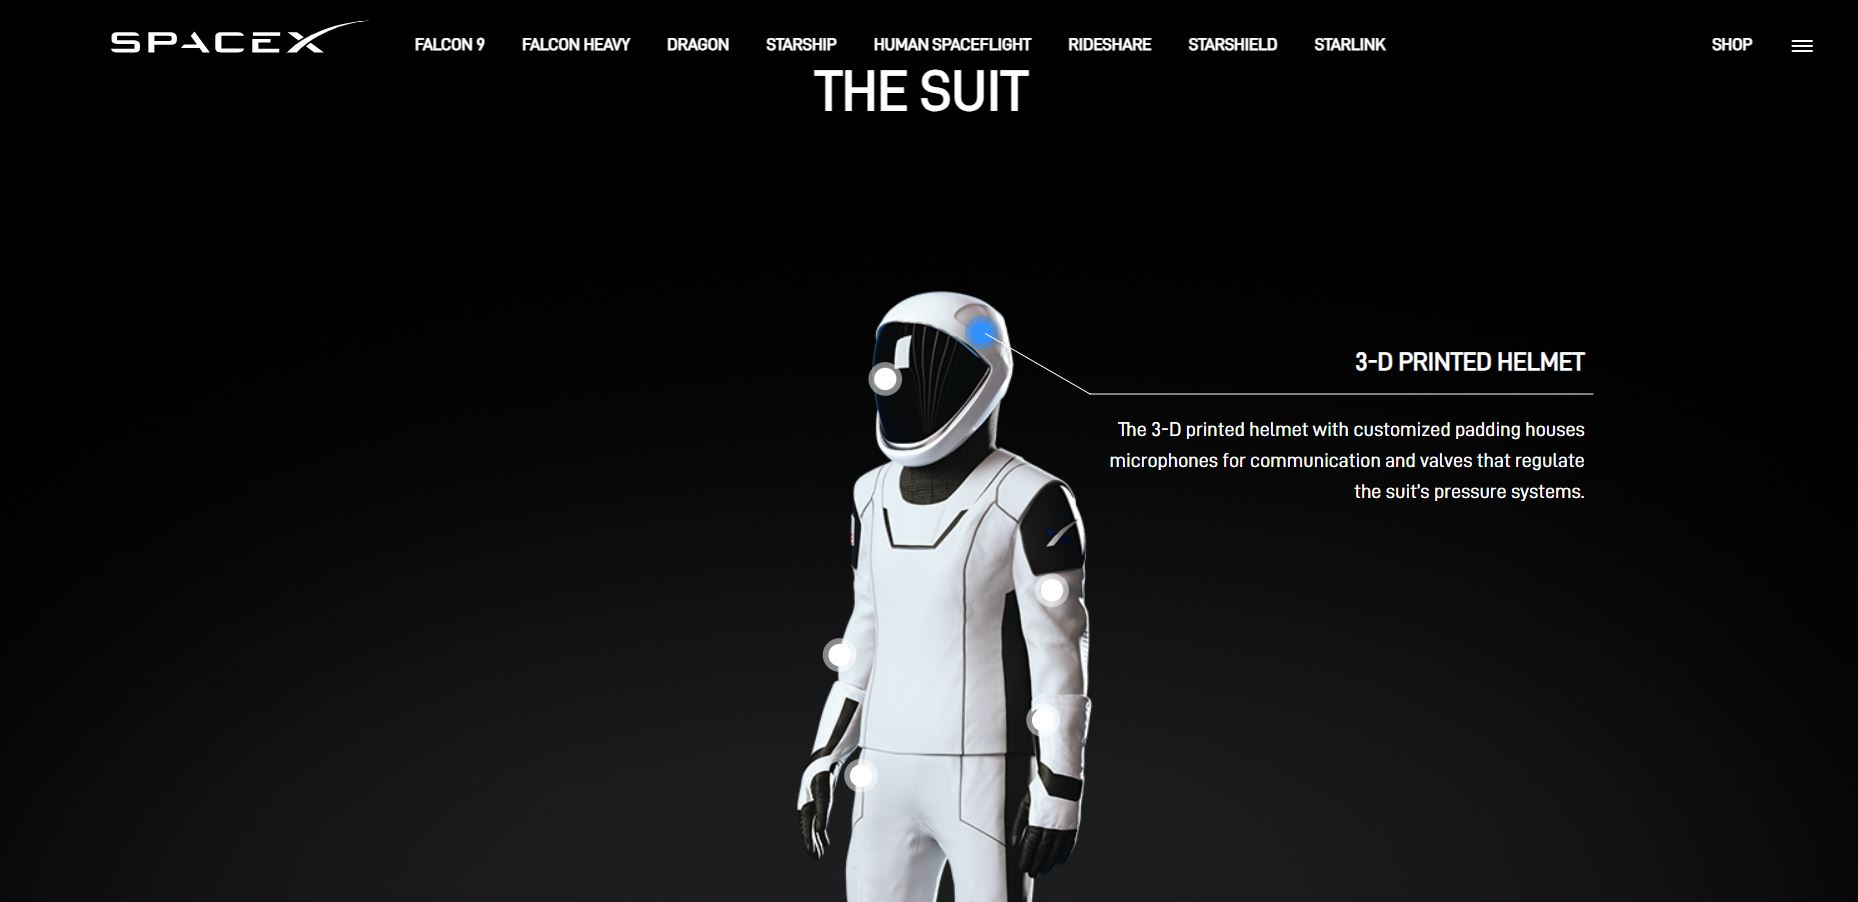 SPACEX
FALCON 9 FALCON HEAVY DRAGON STARSHIP HUMAN SPACEFLIGHT RIDESHARE STARSHIELD STARLINK SHOP
THE SUIT
3-D PRINTED HELMET
The 3-D printed helmet with customized padding houses
microphones for communication and valves that regulate
the suit's pressure systems.